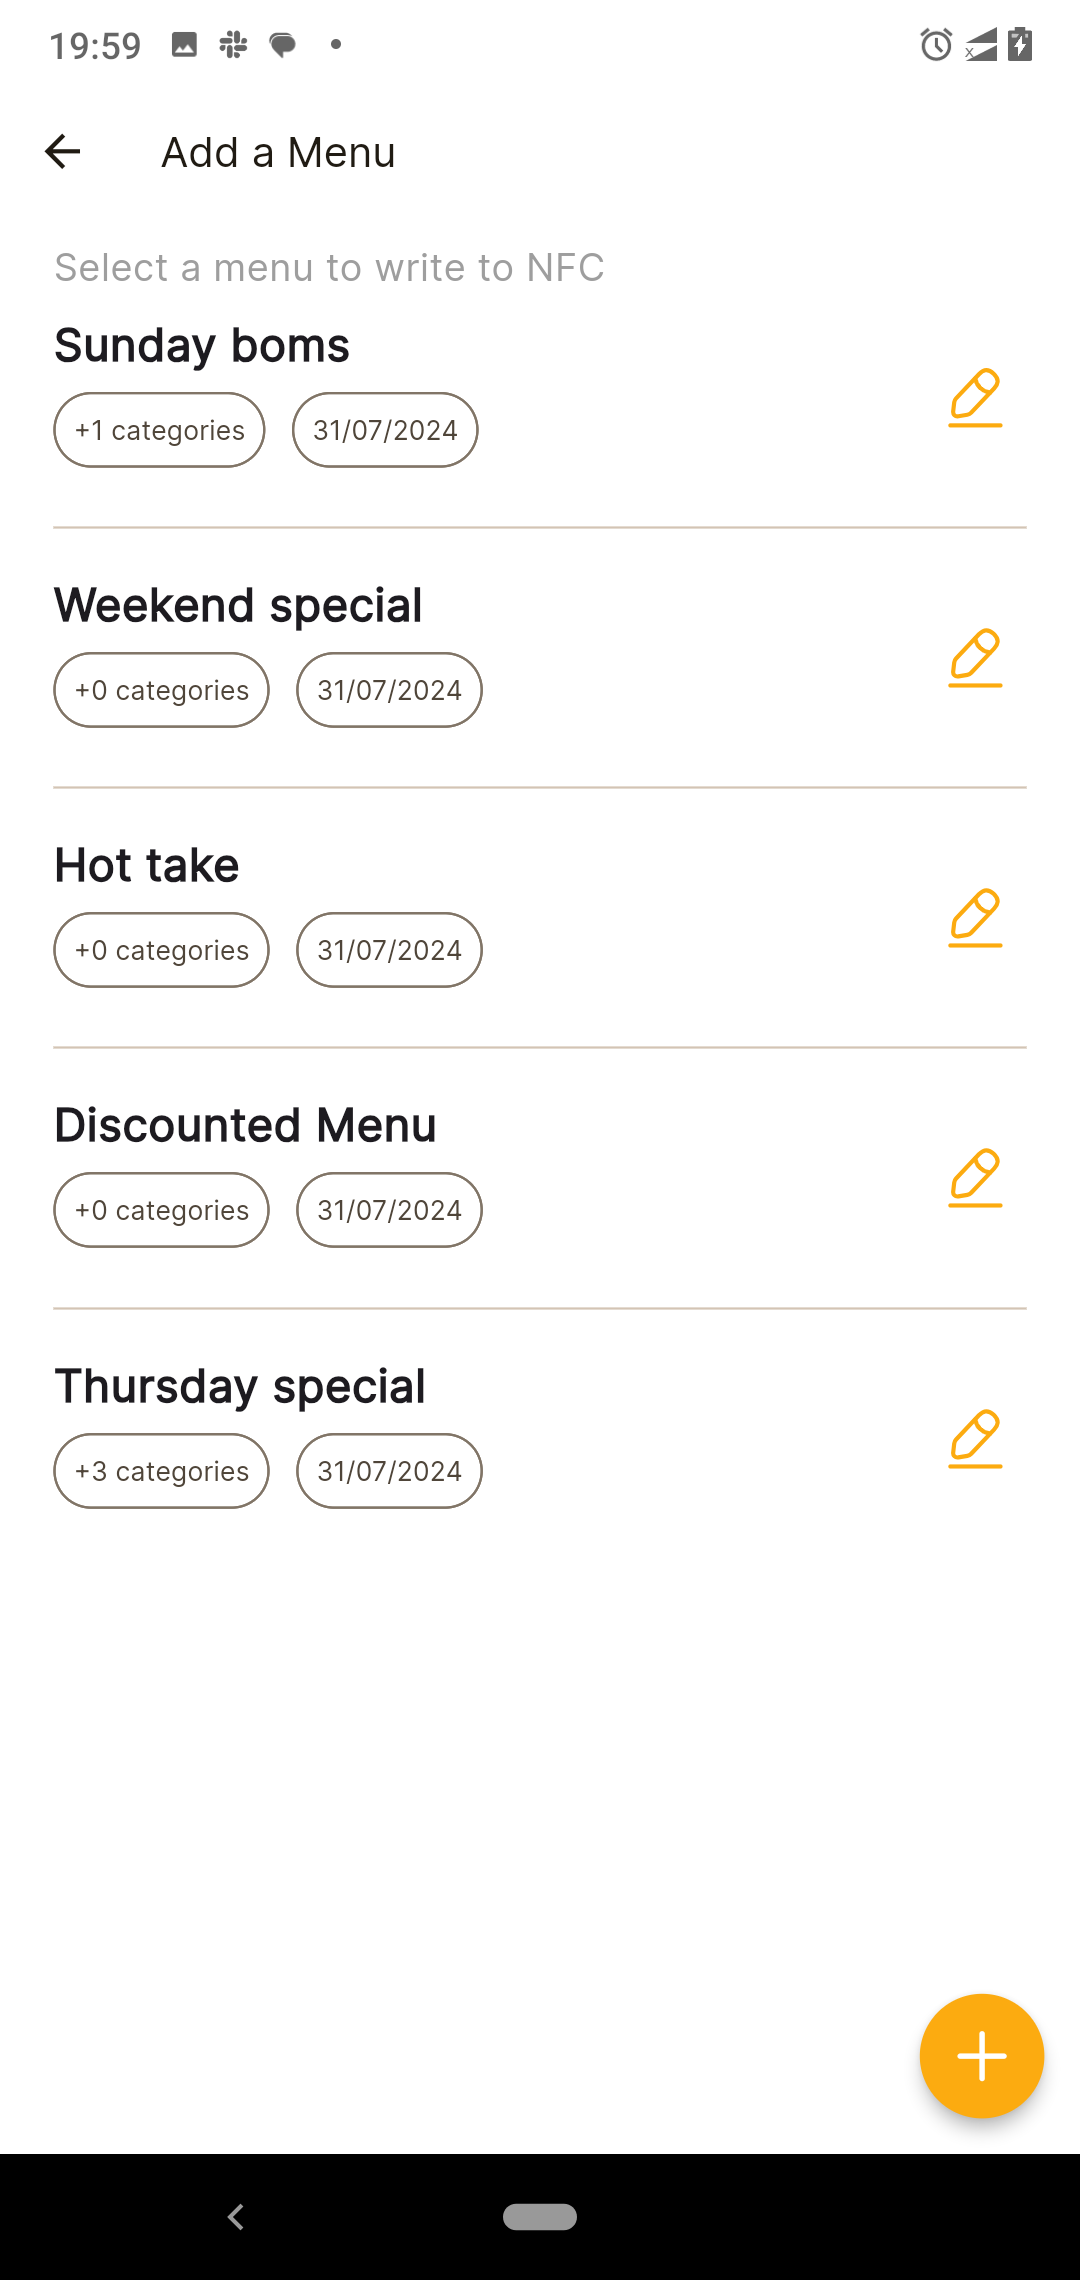 19:59
Add a Menu
Select a menu to write to NFC
Sunday boms
+1 categories 31/07/2024
Weekend special
+0 categories 31/07/2024
Hot take
+0 categories 31/07/2024
Discounted Menu
+0 categories 31/07/2024
Thursday special
+3 categories 31/07/2024